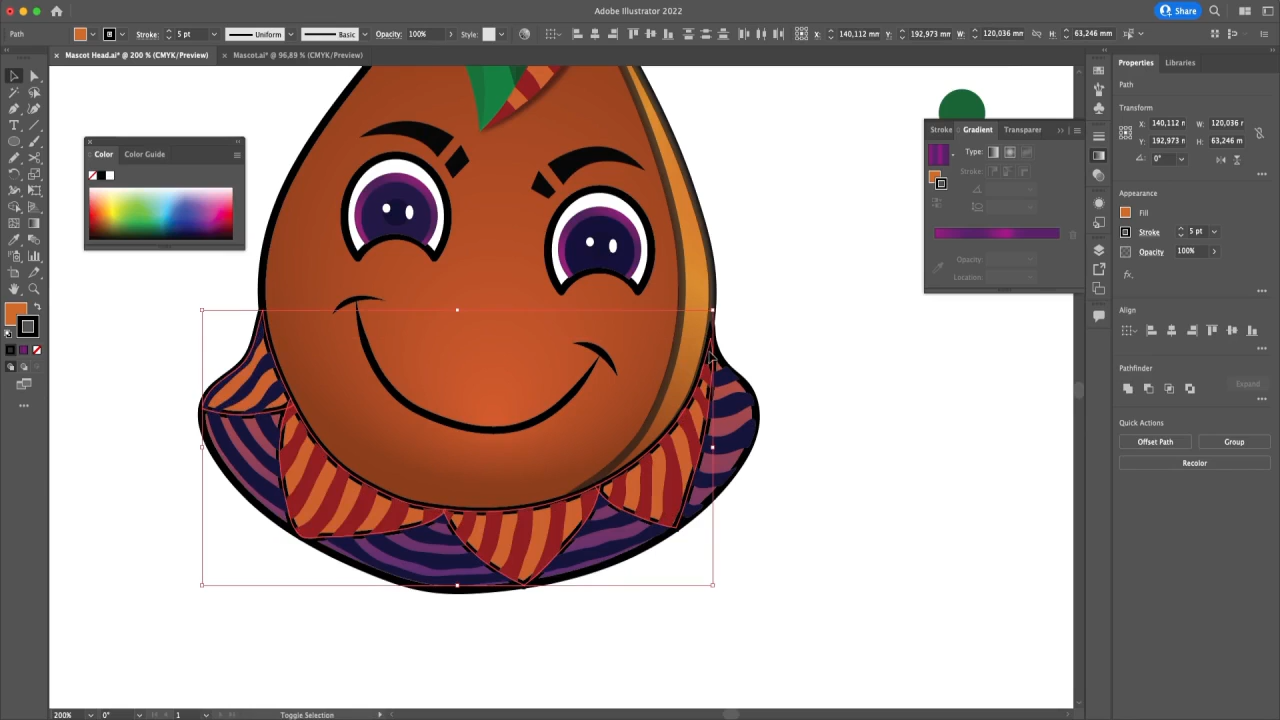 Adobe Illustrator 2022
Share
Path
Stroke:
5 pt
Uniform
Basic
Opacity:
100%
Style:
X:
140,112 mm
Y:
192,973 mm
W:
120,036 mm
H:
63,246 mm
Mascot Head.ai* @ 200 % (CMYK/Preview)
Mascot.ai* @ 96,89 % (CMYK/Preview)
Color
Color Guide
Stroke
Gradient
Transparer
Type:
Stroke:
Opacity:
Location:
Properties
Libraries
Path
Transform
X:
140,112 m
W:
120,036 m
Y:
192,973 m
H:
63,246 m
0°
Appearance
Fill
Stroke
5 pt
Opacity
100%
fx.
Align
Pathfinder
Expand
Quick Actions
Offset Path
Group
Recolor
200%
0°
1
Toggle Selection